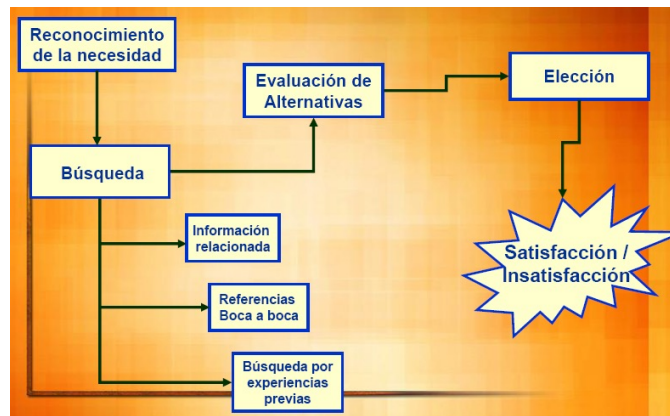 Reconocimiento
de la necesidad
Evaluación de
Alternativas
Elección
Búsqueda
Información
relacionada
Referencias
Boca a boca
Búsqueda por
experiencias
previas
Satisfacción /
Insatisfacción